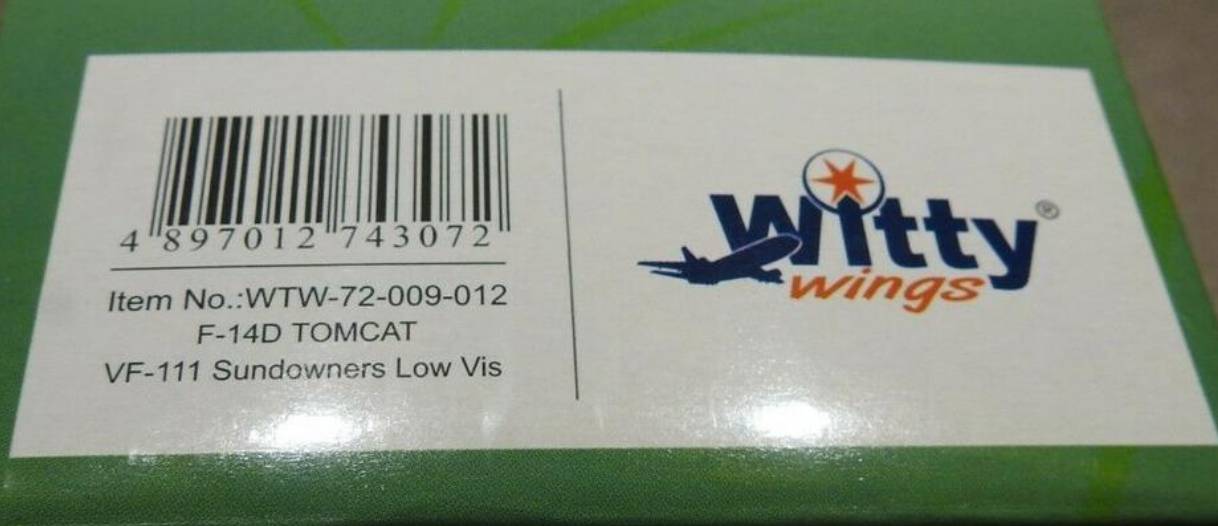 4 897012 743072
Item No.:WTW-72-009-012
F-14D TOMCAT
VF-111 Sundowners Low Vis
witty®
wings